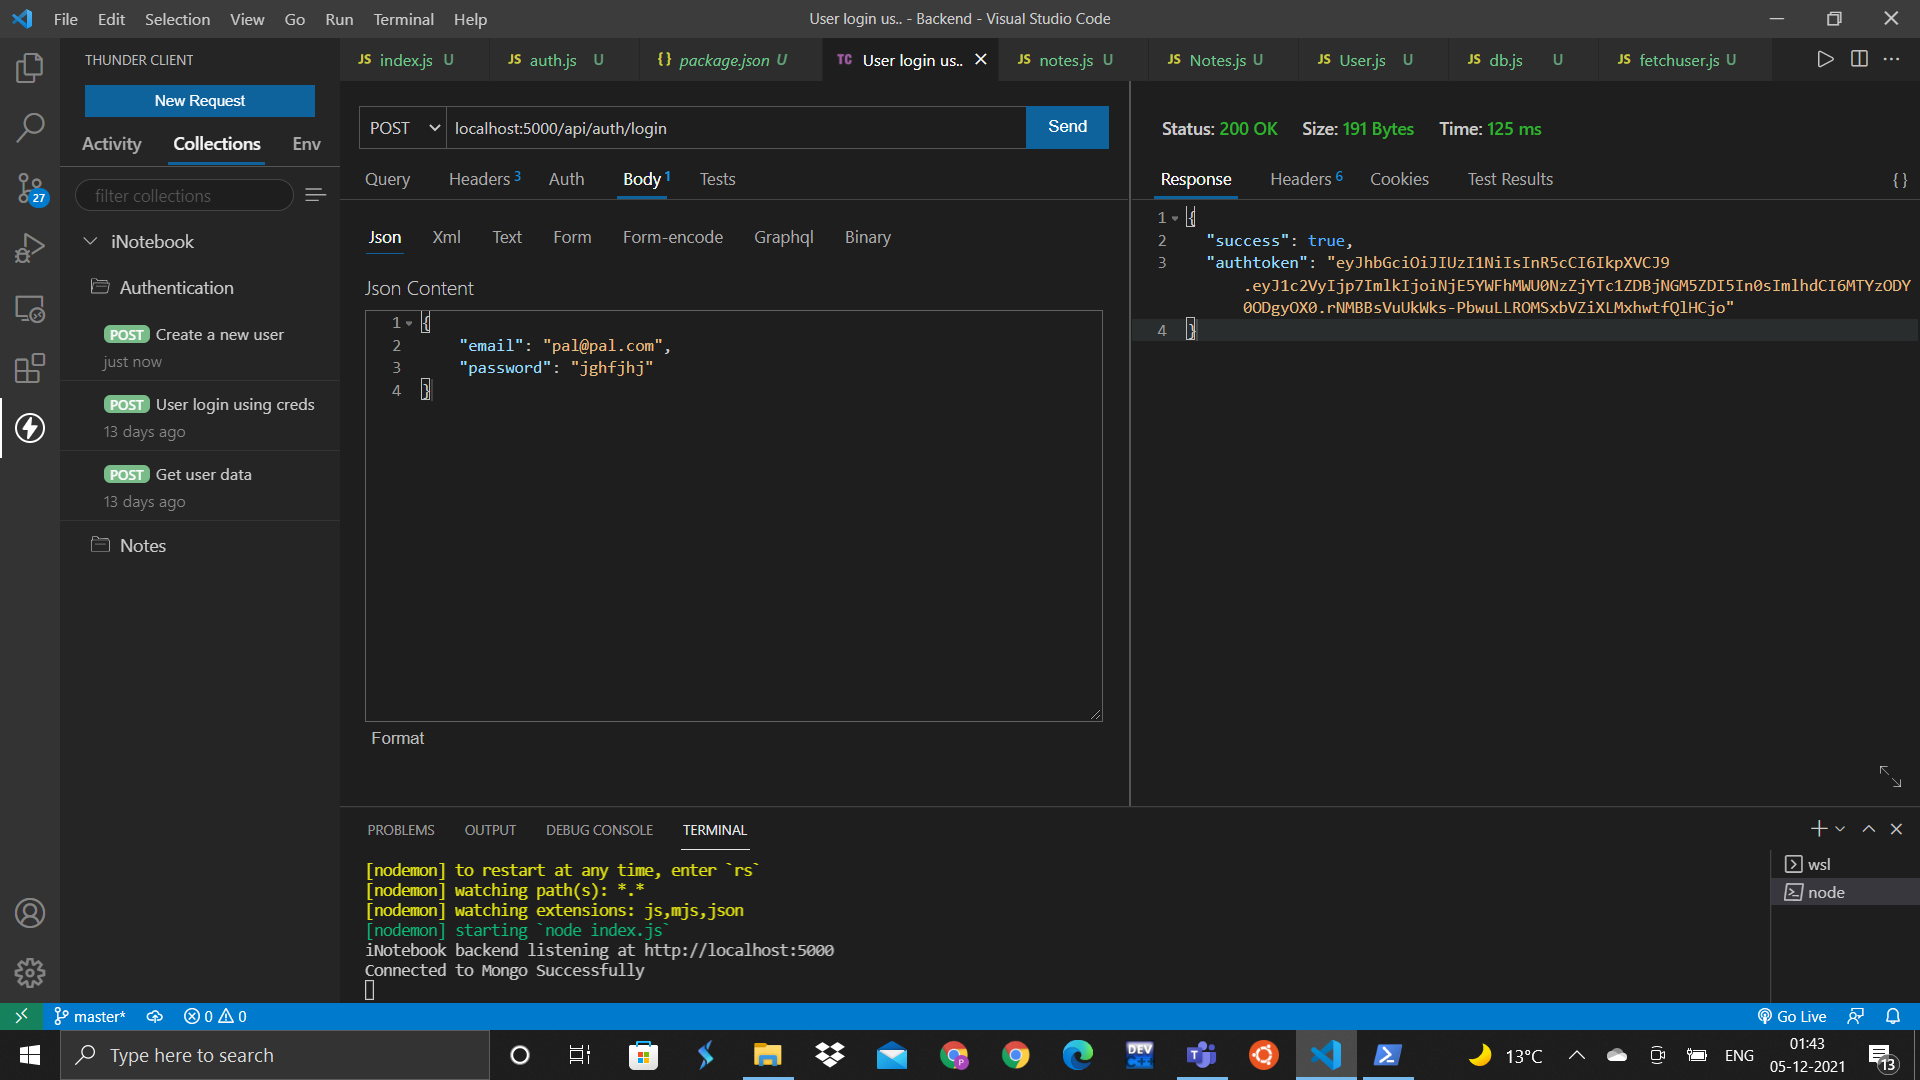 File Edit Selection View Go Run Terminal Help
User login us.. - Backend - Visual Studio Code
THUNDER CLIENT
New Request
Activity Collections Env
filter collections
27
iNotebook
Authentication
POST Create a new user
just now
POST User login using creds
13 days ago
POST Get user data
13 days ago
Notes
JS index.js U
JS auth.js U
{} package.json U
TC User login us..
JS notes.js U
JS Notes.js U
JS User.js U
JS db.js U
JS fetchuser.js U
POST localhost:5000/api/auth/login Send
Query Headers 3 Auth Body 1 Tests
Json Xml Text Form Form-encode Graphql Binary
Json Content
1 {
2 "email": "pal@pal.com",
3 "password": "jghfjhj"
4 }
Format
Status: 200 OK Size: 191 Bytes Time: 125 ms
Response Headers 6 Cookies Test Results { }
1 {
2 "success": true,
3 "authtoken": "eyJhbGciOiJIUzI1NiIsInR5cCI6IkpXVCJ9
.eyJ1c2VyIjp7ImlkIjoiNjE5YWFhMWU0NzZjYTc1ZDBjNGM5ZDI5In0sImlhdCI6MTYzODY
0ODgyOX0.rNMBBsVuUkWks-PbwuLLROMSxbVZiXLMxhwtfQlHCjo"
4 }
PROBLEMS OUTPUT DEBUG CONSOLE TERMINAL
[nodemon] to restart at any time, enter `rs`
[nodemon] watching path(s): *.*
[nodemon] watching extensions: js,mjs,json
[nodemon] starting `node index.js`
iNotebook backend listening at http://localhost:5000
Connected to Mongo Successfully
wsl
node
master* 0 0
Go Live
Type here to search
DEV C++
13°C
ENG
01:43
05-12-2021
13